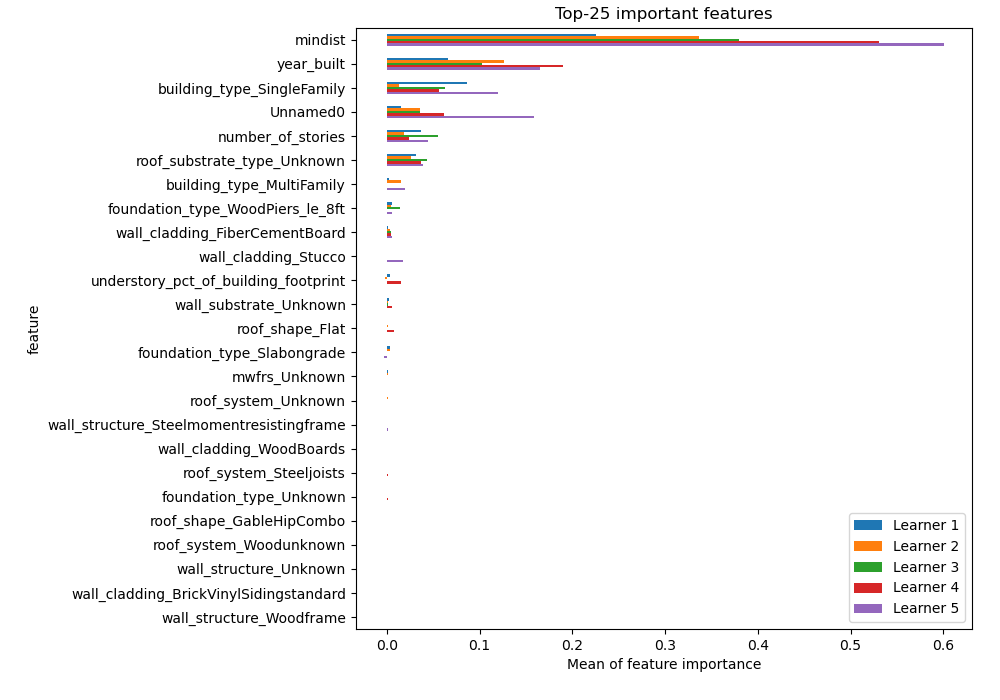 Top-25 important features
feature
mindist
year_built
building_type_SingleFamily
Unnamed0
number_of_stories
roof_substrate_type_Unknown
building_type_MultiFamily
foundation_type_WoodPiers_le_8ft
wall_cladding_FiberCementBoard
wall_cladding_Stucco
understory_pct_of_building_footprint
wall_substrate_Unknown
roof_shape_Flat
foundation_type_Slabongrade
mwfrs_Unknown
roof_system_Unknown
wall_structure_Steelmomentresistingframe
wall_cladding_WoodBoards
roof_system_Steeljoists
foundation_type_Unknown
roof_shape_GableHipCombo
roof_system_Woodunknown
wall_structure_Unknown
wall_cladding_BrickVinylSidingstandard
wall_structure_Woodframe
Learner 1
Learner 2
Learner 3
Learner 4
Learner 5
0.0 0.1 0.2 0.3 0.4 0.5 0.6
Mean of feature importance